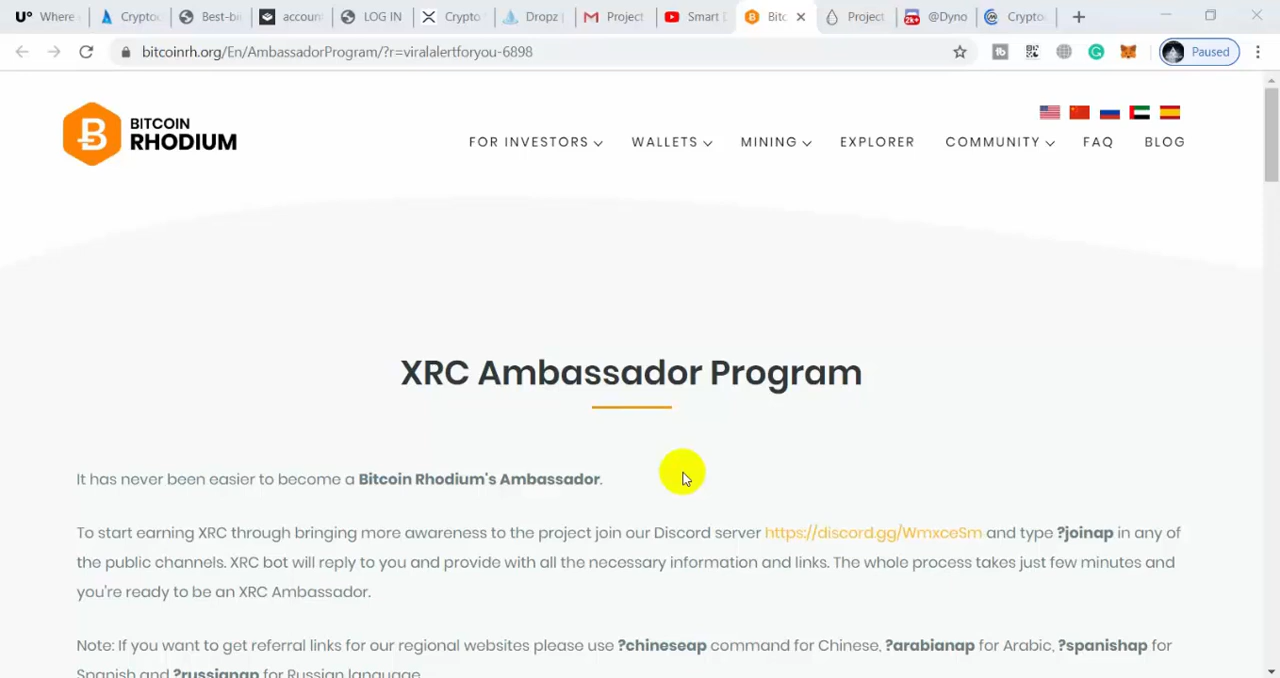 Where Crypto Best-bi accoun LOG IN Crypto Dropz Project Smart D Bitc Project @Dyno Crypto
bitcoinrh.org/En/AmbassadorProgram/?r=viralalertforyou-6898 Paused
BITCOIN
RHODIUM
FOR INVESTORS WALLETS MINING EXPLORER COMMUNITY FAQ BLOG
XRC Ambassador Program
It has never been easier to become a Bitcoin Rhodium's Ambassador.
To start earning XRC through bringing more awareness to the project join our Discord server https://discord.gg/WmxceSm and type ?joinap in any of
the public channels. XRC bot will reply to you and provide with all the necessary information and links. The whole process takes just few minutes and
you're ready to be an XRC Ambassador.
Note: If you want to get referral links for our regional websites please use ?chineseap command for Chinese, ?arabianap for Arabic, ?spanishap for
Spanish and ?russianap for Russian language.